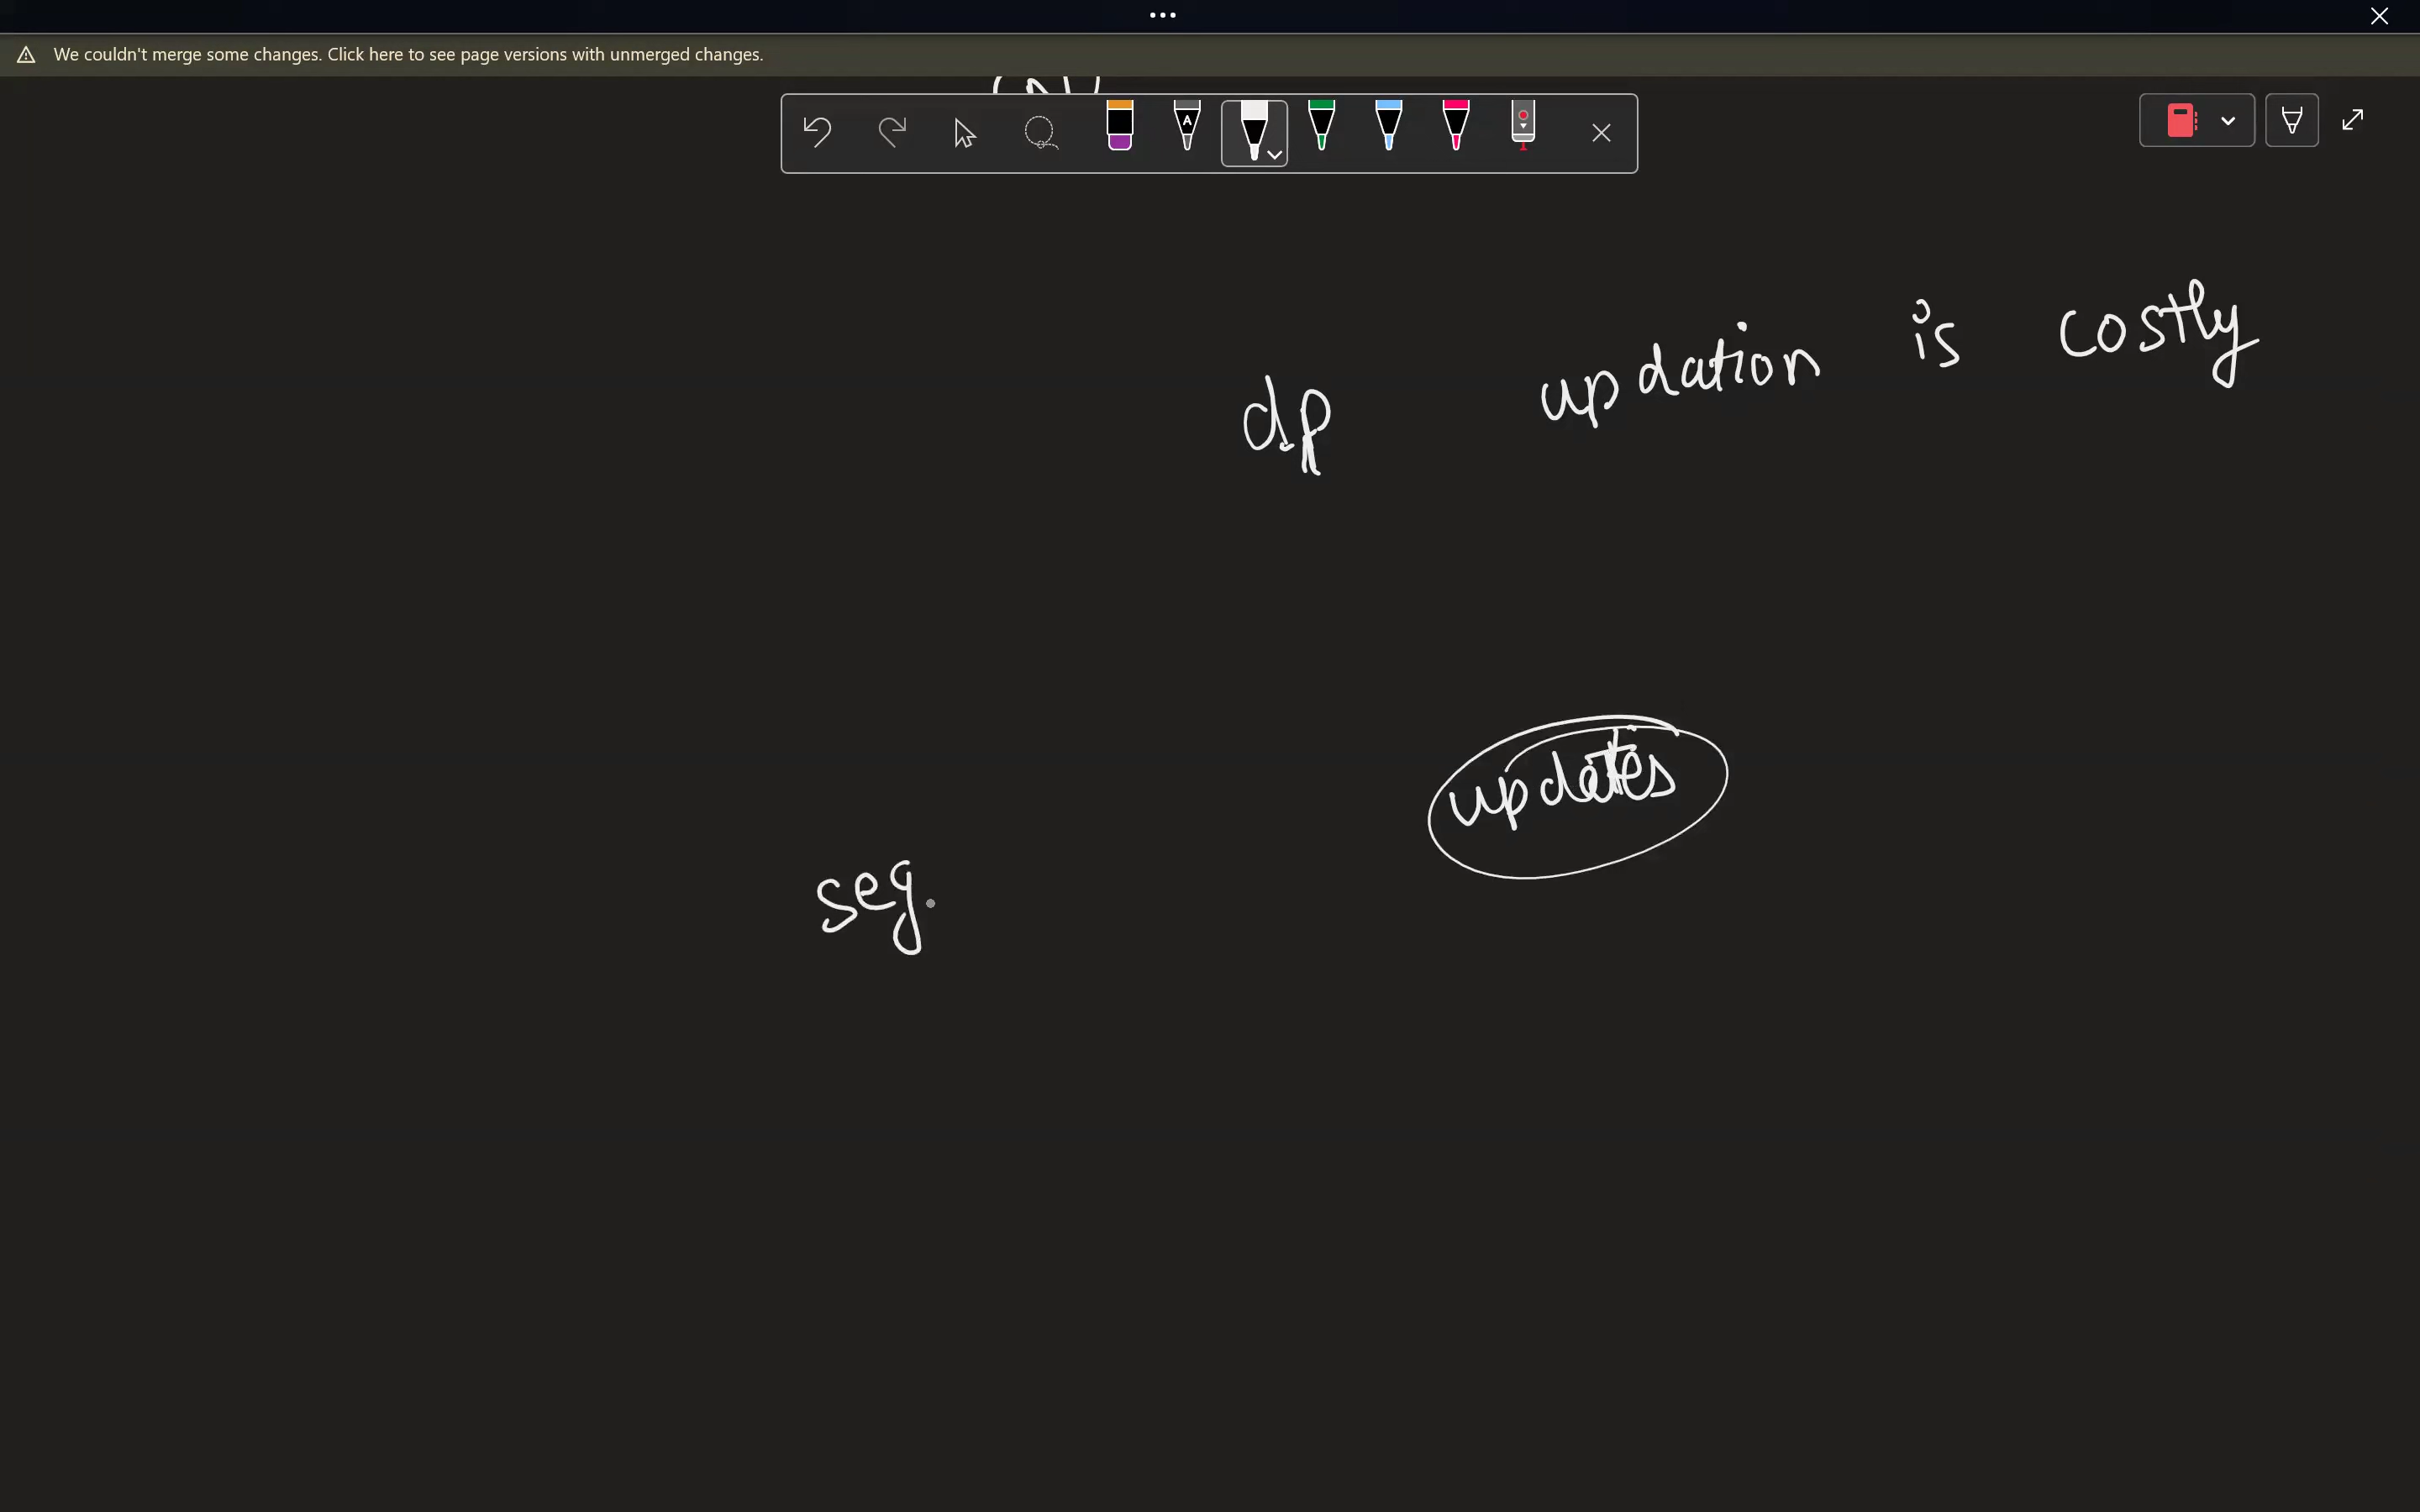 We couldn't merge some changes. Click here to see page versions with unmerged changes.
A
dp updation is costly
updates
seg